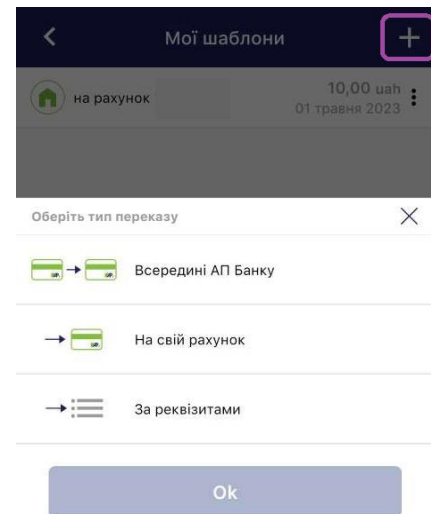 Мої шаблони
на рахунок
10,00 uah
01 травня 2023
Оберіть тип переказу
Всередині АП Банку
На свій рахунок
За реквізитами
Ok